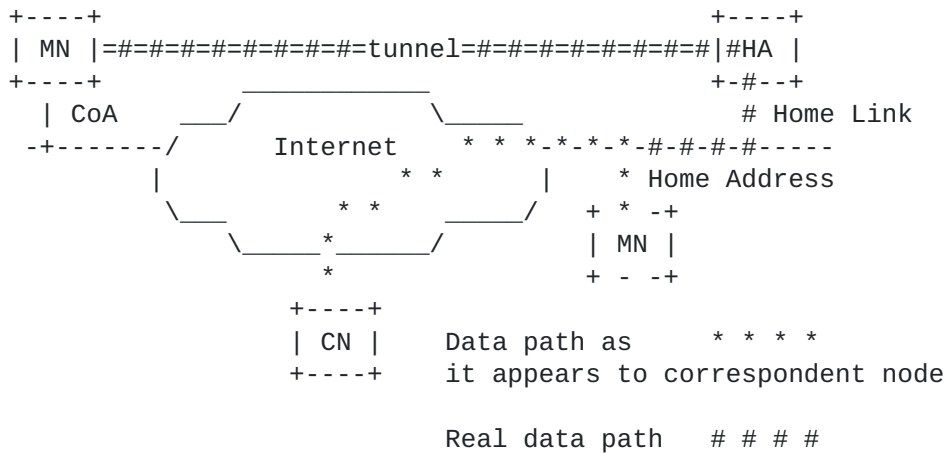 MN tunnel HA
CoA Home Link
Internet
Home Address
MN
CN Data path as * * * *
it appears to correspondent node
Real data path # # # #